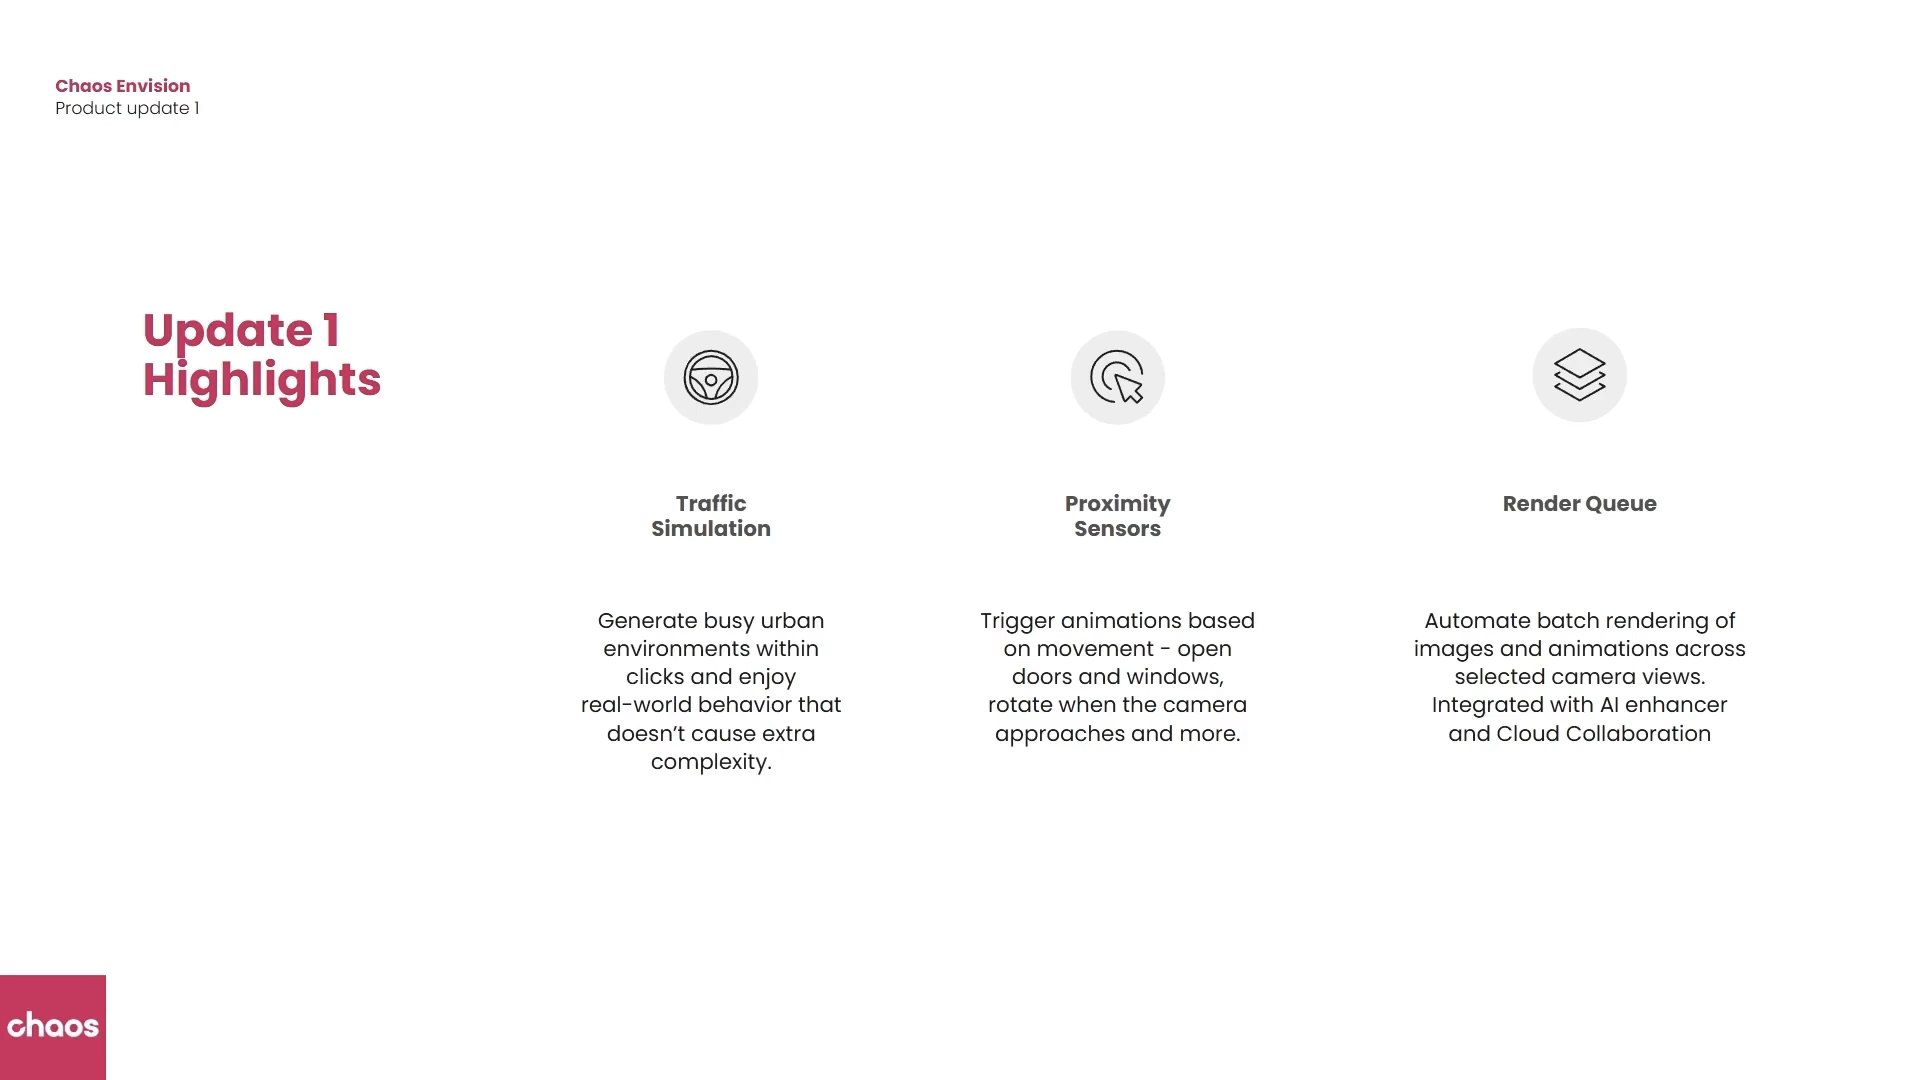 Chaos Envision
Product update 1
Update 1
Highlights
Traffic
Simulation
Generate busy urban
environments within
clicks and enjoy
real-world behavior that
doesn’t cause extra
complexity.
Proximity
Sensors
Trigger animations based
on movement - open
doors and windows,
rotate when the camera
approaches and more.
Render Queue
Automate batch rendering of
images and animations across
selected camera views.
Integrated with AI enhancer
and Cloud Collaboration
chaos